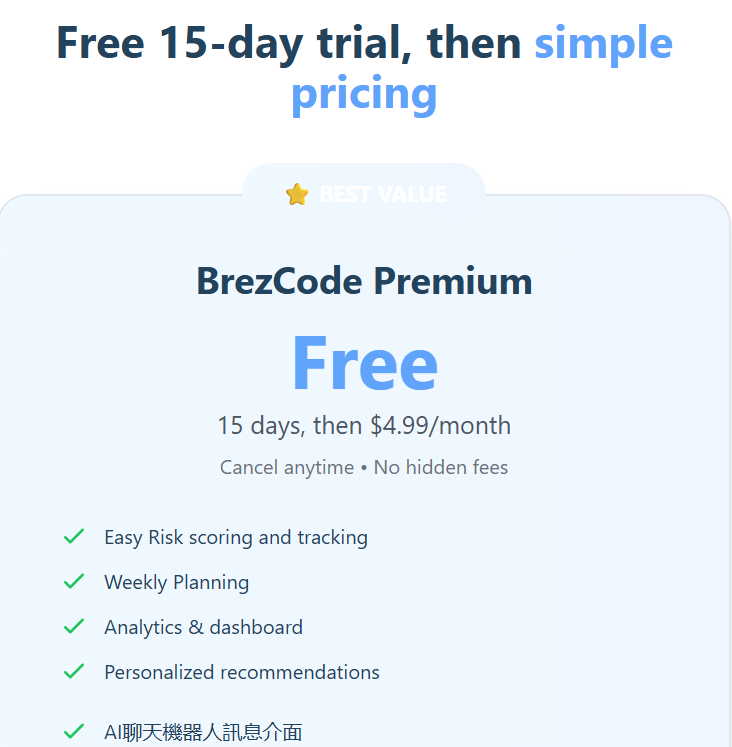 Free 15-day trial, then simple
pricing
⭐ BEST VALUE
BrezCode Premium
Free
15 days, then $4.99/month
Cancel anytime • No hidden fees
Easy Risk scoring and tracking
Weekly Planning
Analytics & dashboard
Personalized recommendations
AI聊天機器人訊息介面